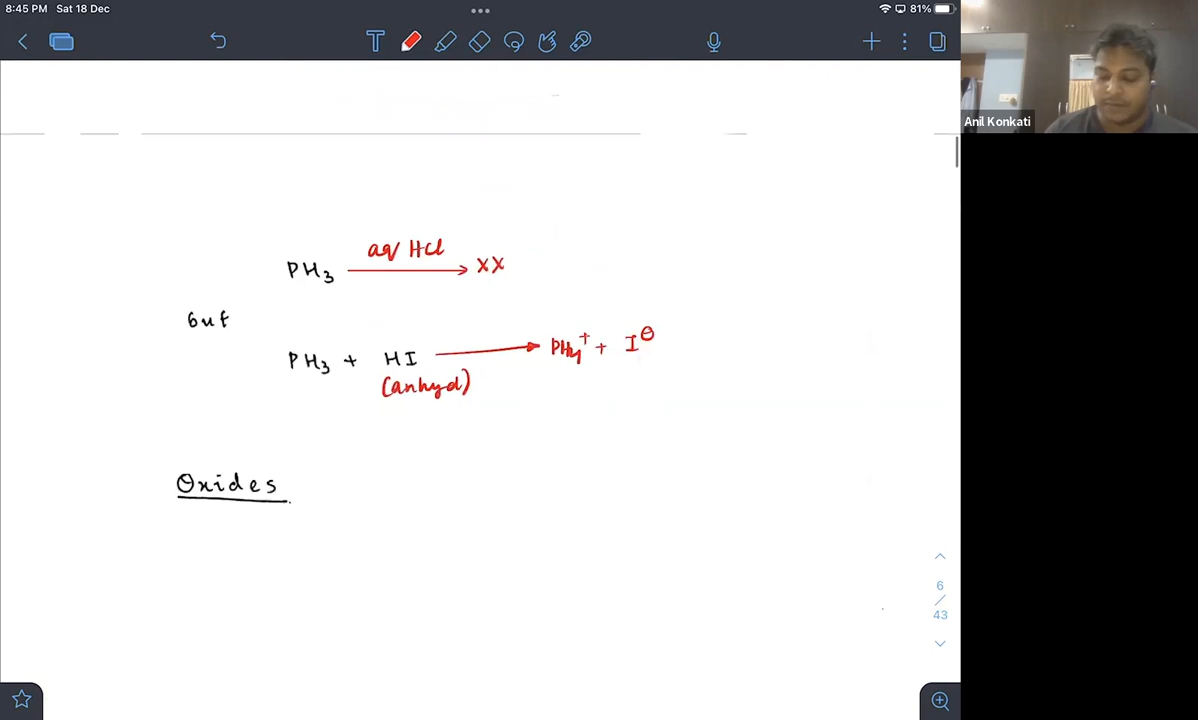 8:45 PM Sat 18 Dec
81%
Anil Konkati
aq HCl
PH₃ ⟶ XX
but
PH₃ + HI ⟶ PH₄⁺ + I⊖
(anhyd)
Oxides
6
/
43